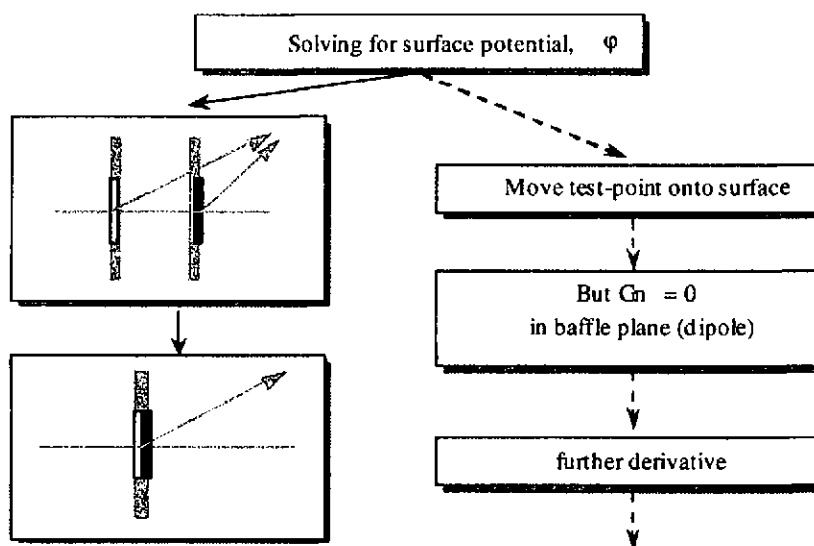 Solving for surface potential, φ
Move test-point onto surface
But Gn = 0
in baffle plane (dipole)
further derivative